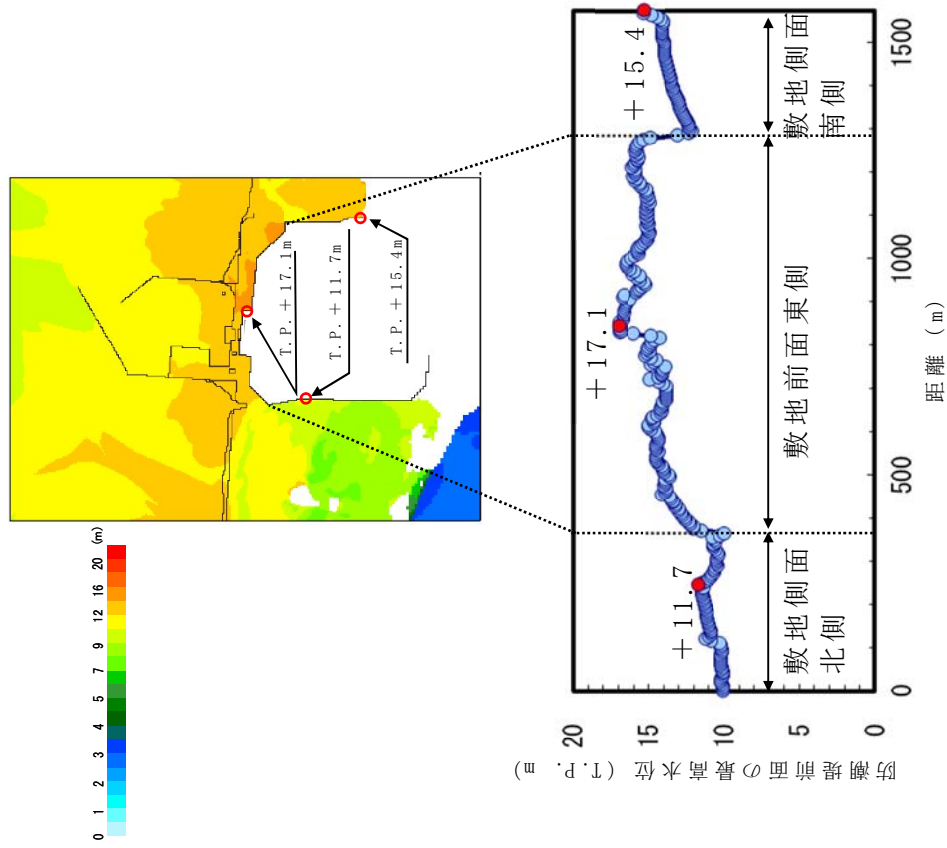 (m)
0 1 2 3 4 5 7 9 12 16 20
T.P.＋17.1m
T.P.＋11.7m
T.P.＋15.4m
防潮堤前面の最高水位 (T.P. m)
20
15
10
5
0
＋11.7
＋17.1
＋15.4
敷地側面
北側
敷地前面東側
敷地側面
南側
0 500 1000 1500
距離 (m)